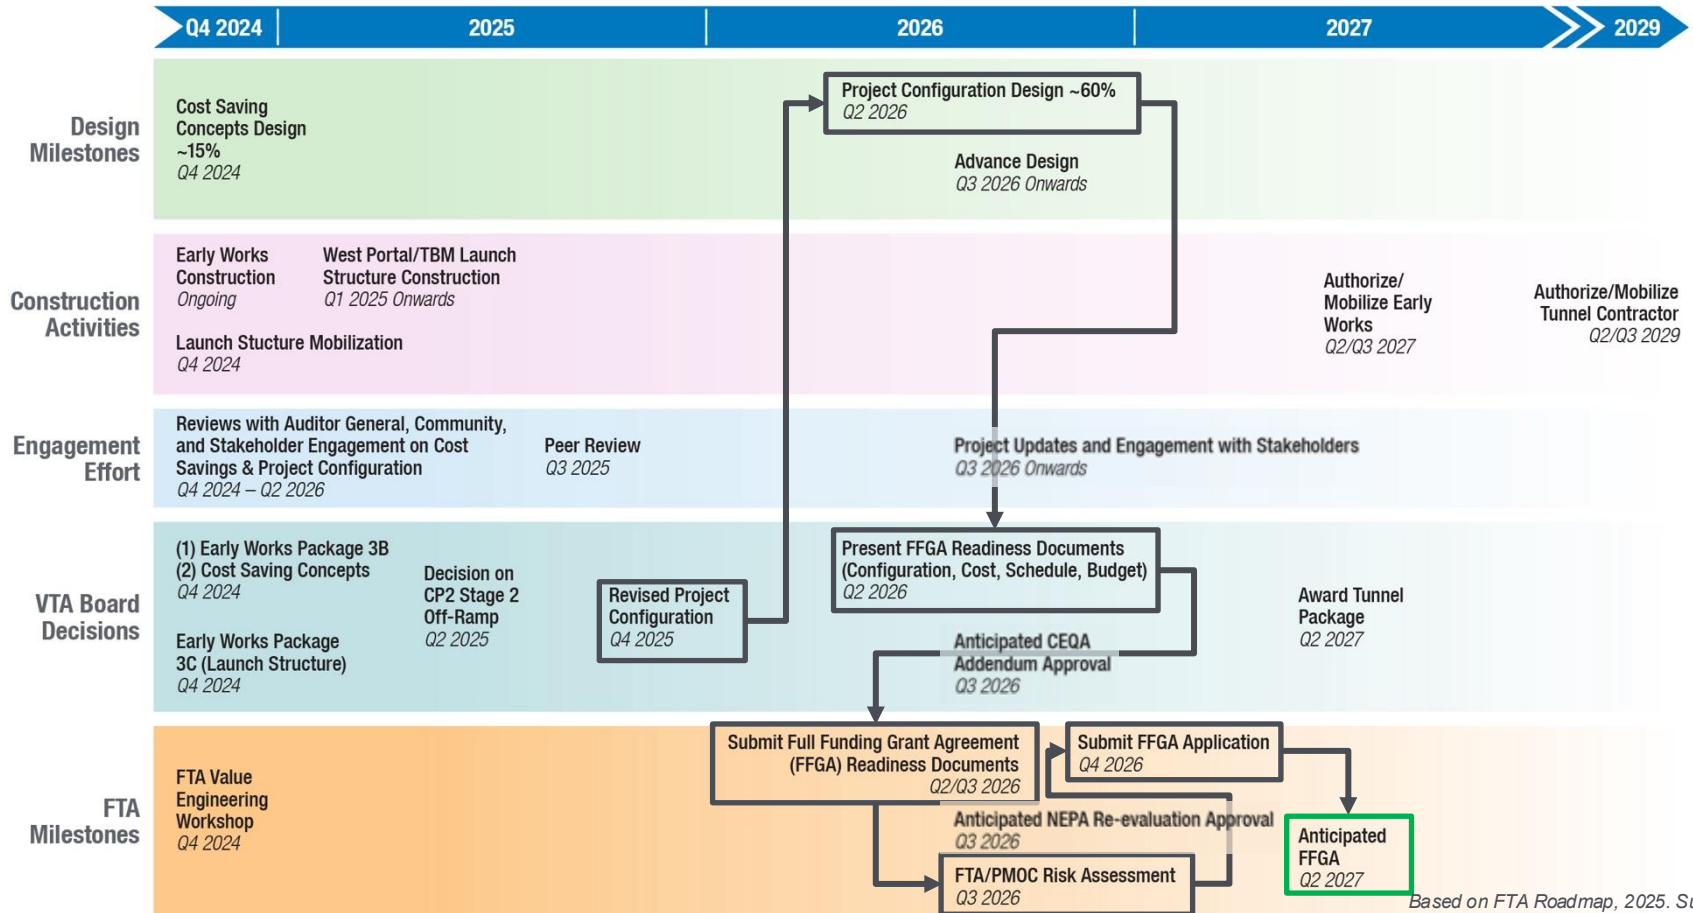 Q4 2024
2025
2026
2027
2029
Design
Milestones
Cost Saving
Concepts Design
~15%
Q4 2024
Project Configuration Design ~60%
Q2 2026
Advance Design
Q3 2026 Onwards
Construction
Activities
Early Works
Construction
Ongoing
West Portal/TBM Launch
Structure Construction
Q1 2025 Onwards
Launch Stucture Mobilization
Q4 2024
Authorize/
Mobilize Early
Works
Q2/Q3 2027
Authorize/Mobilize
Tunnel Contractor
Q2/Q3 2029
Engagement
Effort
Reviews with Auditor General, Community,
and Stakeholder Engagement on Cost
Savings & Project Configuration
Q4 2024 – Q2 2026
Peer Review
Q3 2025
Project Updates and Engagement with Stakeholders
Q3 2026 Onwards
VTA Board
Decisions
(1) Early Works Package 3B
(2) Cost Saving Concepts
Q4 2024
Early Works Package
3C (Launch Structure)
Q4 2024
Decision on
CP2 Stage 2
Off-Ramp
Q2 2025
Revised Project
Configuration
Q4 2025
Present FFGA Readiness Documents
(Configuration, Cost, Schedule, Budget)
Q2 2026
Anticipated CEQA
Addendum Approval
Q3 2026
Award Tunnel
Package
Q2 2027
FTA
Milestones
FTA Value
Engineering
Workshop
Q4 2024
Submit Full Funding Grant Agreement
(FFGA) Readiness Documents
Q2/Q3 2026
Submit FFGA Application
Q4 2026
Anticipated NEPA Re-evaluation Approval
Q3 2026
FTA/PMOC Risk Assessment
Q3 2026
Anticipated
FFGA
Q2 2027
Based on FTA Roadmap, 2025.